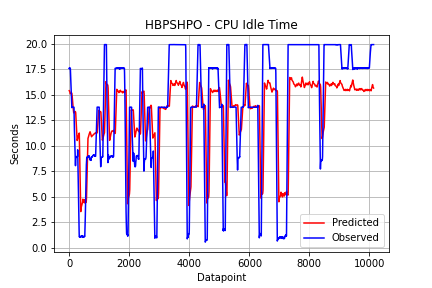 HBPSHPO - CPU Idle Time
20.0
17.5
15.0
12.5
10.0
7.5
5.0
2.5
0.0
Seconds
Predicted
Observed
0 2000 4000 6000 8000 10000
Datapoint